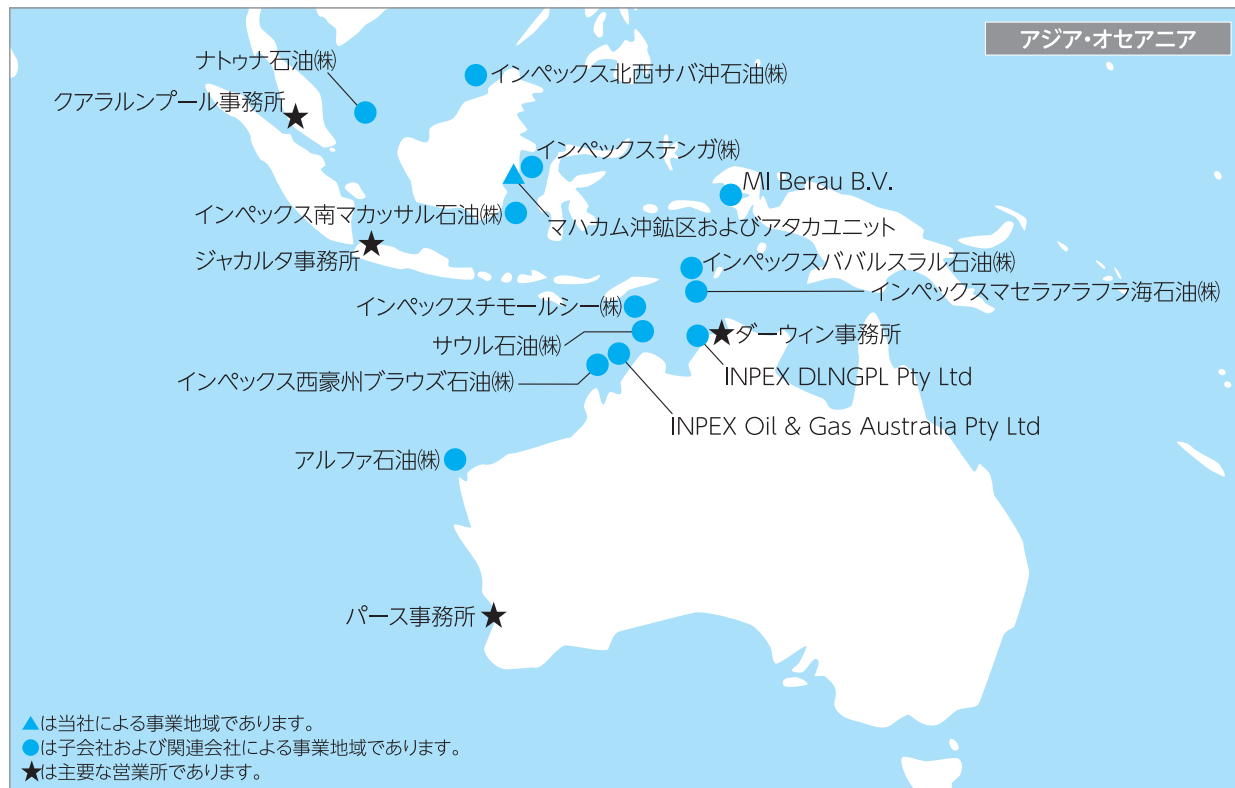 アジア・オセアニア
ナトゥナ石油㈱
インペックス北西サバ沖石油㈱
クアラルンプール事務所
インペックステンガ㈱
MI Berau B.V.
インペックス南マカッサル石油㈱
マハカム沖鉱区およびアタカユニット
ジャカルタ事務所
インペックスババルスラル石油㈱
インペックスマセラアラフラ海石油㈱
インペックスチモールシー㈱
ダーウィン事務所
サウル石油㈱
インペックス西豪州ブラウズ石油㈱
INPEX DLNGPL Pty Ltd
INPEX Oil & Gas Australia Pty Ltd
アルファ石油㈱
パース事務所
▲は当社による事業地域であります。
●は子会社および関連会社による事業地域であります。
★は主要な営業所であります。